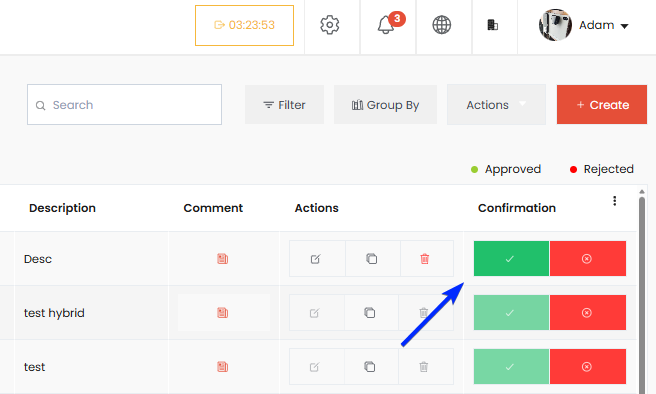 03:23:53
3
Adam
Search
Filter
Group By
Actions
+ Create
Approved
Rejected
Description Comment Actions Confirmation
Desc
test hybrid
test